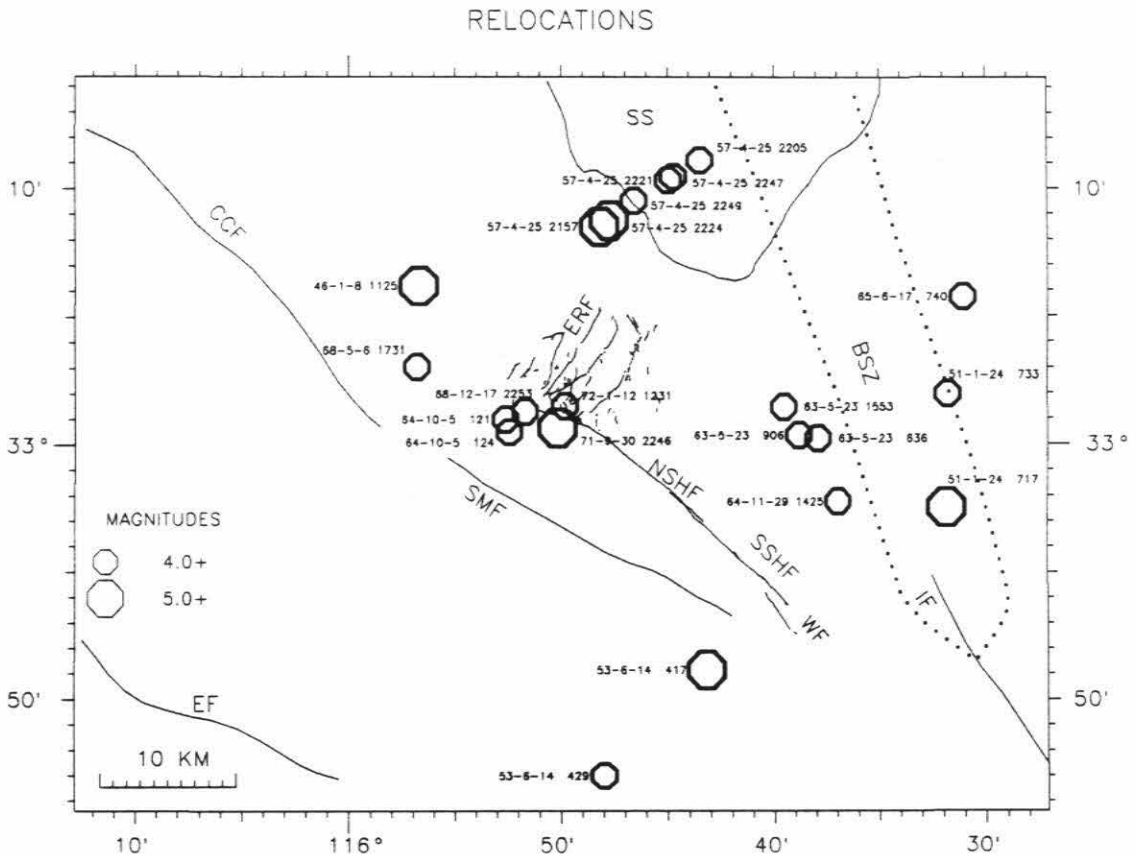 RELOCATIONS
SS
57-4-25 2205
57-4-25 2221
57-4-25 2247
10'
10'
57-4-25 2249
57-4-25 2157
57-4-25 2224
CCF
46-1-8 1125
65-6-17 740
ERF
68-5-6 1731
BSZ
51-1-24 733
68-12-17 2253
72-1-12 1231
63-5-23 1553
64-10-5 121
64-10-5 124
71-9-30 2246
63-5-23 906
63-5-23 636
33°
33°
NSHF
51-1-24 717
SMF
64-11-29 1425
MAGNITUDES
4.0+
SSHF
5.0+
IF
WF
53-6-14 417
EF
50'
50'
10 KM
53-6-14 429
10'
116°
50'
40'
30'